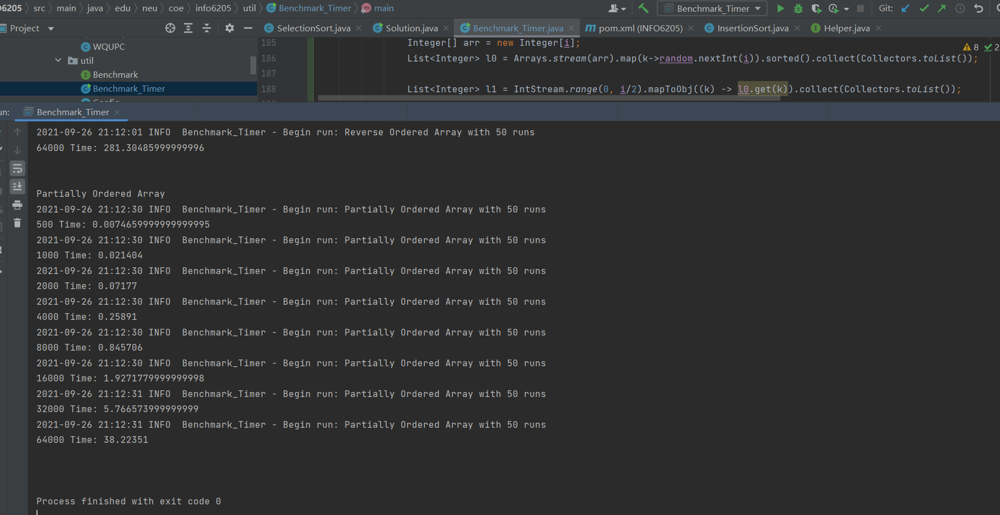 6205 src main java edu neu coe info6205 util Benchmark_Timer main Benchmark_Timer Git:
Project SelectionSort.java Solution.java Benchmark_Timer.java pom.xml (INFO6205) InsertionSort.java Helper.java
WQUPC
util
Benchmark
Benchmark_Timer
Config
185 Integer[] arr = new Integer[i]; 8 2
186 List<Integer> l0 = Arrays.stream(arr).map(k->random.nextInt(i)).sorted().collect(Collectors.toList());
187
188 List<Integer> l1 = IntStream.range(0, i/2).mapToObj((k) -> l0.get(k)).collect(Collectors.toList());
un: Benchmark_Timer
2021-09-26 21:12:01 INFO  Benchmark_Timer - Begin run: Reverse Ordered Array with 50 runs
64000 Time: 281.30485999999996
Partially Ordered Array
2021-09-26 21:12:30 INFO  Benchmark_Timer - Begin run: Partially Ordered Array with 50 runs
500 Time: 0.0074659999999999995
2021-09-26 21:12:30 INFO  Benchmark_Timer - Begin run: Partially Ordered Array with 50 runs
1000 Time: 0.021404
2021-09-26 21:12:30 INFO  Benchmark_Timer - Begin run: Partially Ordered Array with 50 runs
2000 Time: 0.07177
2021-09-26 21:12:30 INFO  Benchmark_Timer - Begin run: Partially Ordered Array with 50 runs
4000 Time: 0.25891
2021-09-26 21:12:30 INFO  Benchmark_Timer - Begin run: Partially Ordered Array with 50 runs
8000 Time: 0.845706
2021-09-26 21:12:30 INFO  Benchmark_Timer - Begin run: Partially Ordered Array with 50 runs
16000 Time: 1.9271779999999998
2021-09-26 21:12:31 INFO  Benchmark_Timer - Begin run: Partially Ordered Array with 50 runs
32000 Time: 5.766573999999999
2021-09-26 21:12:31 INFO  Benchmark_Timer - Begin run: Partially Ordered Array with 50 runs
64000 Time: 38.22351
Process finished with exit code 0